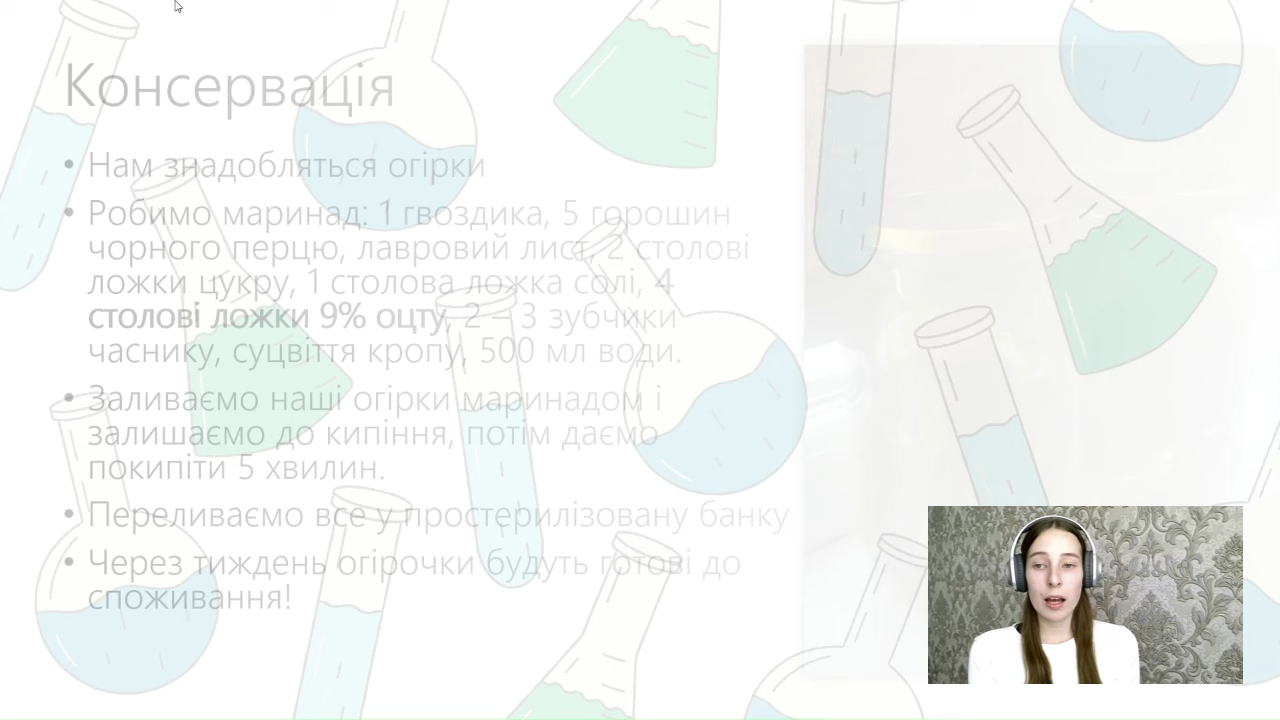 Консервація
• Нам знадобляться огірки
• Робимо маринад: 1 гвоздика, 5 горошин
чорного перцю, лавровий лист, 2 столові
ложки цукру, 1 столова ложка солі, 4
столові ложки 9% оцту, 2 – 3 зубчики
часнику, суцвіття кропу, 500 мл води.
• Заливаємо наші огірки маринадом і
залишаємо до кипіння, потім даємо
покипіти 5 хвилин.
• Переливаємо все у простерилізовану банку
• Через тиждень огірочки будуть готові до
споживання!